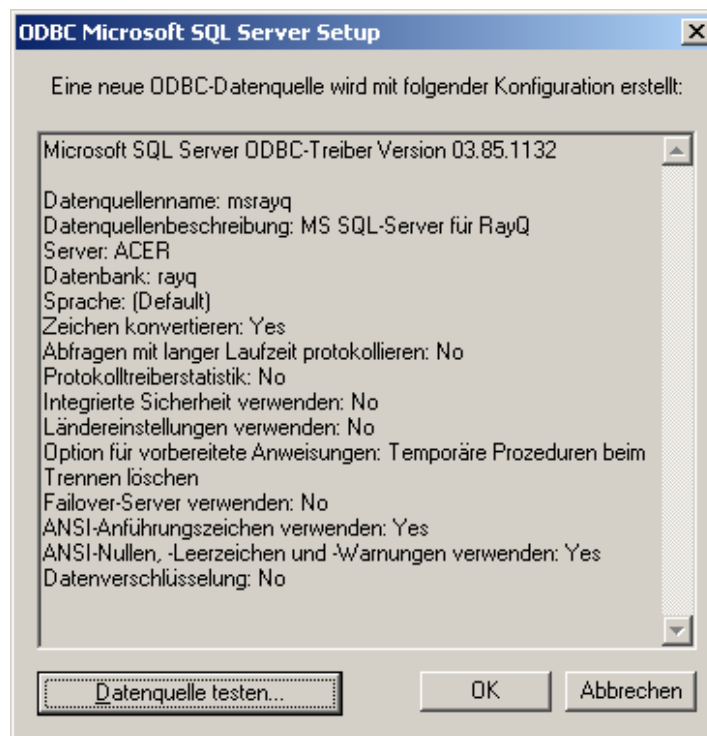 ODBC Microsoft SQL Server Setup
Eine neue ODBC-Datenquelle wird mit folgender Konfiguration erstellt:
Microsoft SQL Server ODBC-Treiber Version 03.85.1132
Datenquellenname: msrayq
Datenquellenbeschreibung: MS SQL-Server für RayQ
Server: ACER
Datenbank: rayq
Sprache: (Default)
Zeichen konvertieren: Yes
Abfragen mit langer Laufzeit protokollieren: No
Protokolltreiberstatistik: No
Integrierte Sicherheit verwenden: No
Ländereinstellungen verwenden: No
Option für vorbereitete Anweisungen: Temporäre Prozeduren beim
Trennen löschen
Failover-Server verwenden: No
ANSI-Anführungszeichen verwenden: Yes
ANSI-Nullen, -Leerzeichen und -Warnungen verwenden: Yes
Datenverschlüsselung: No
Datenquelle testen...
OK
Abbrechen